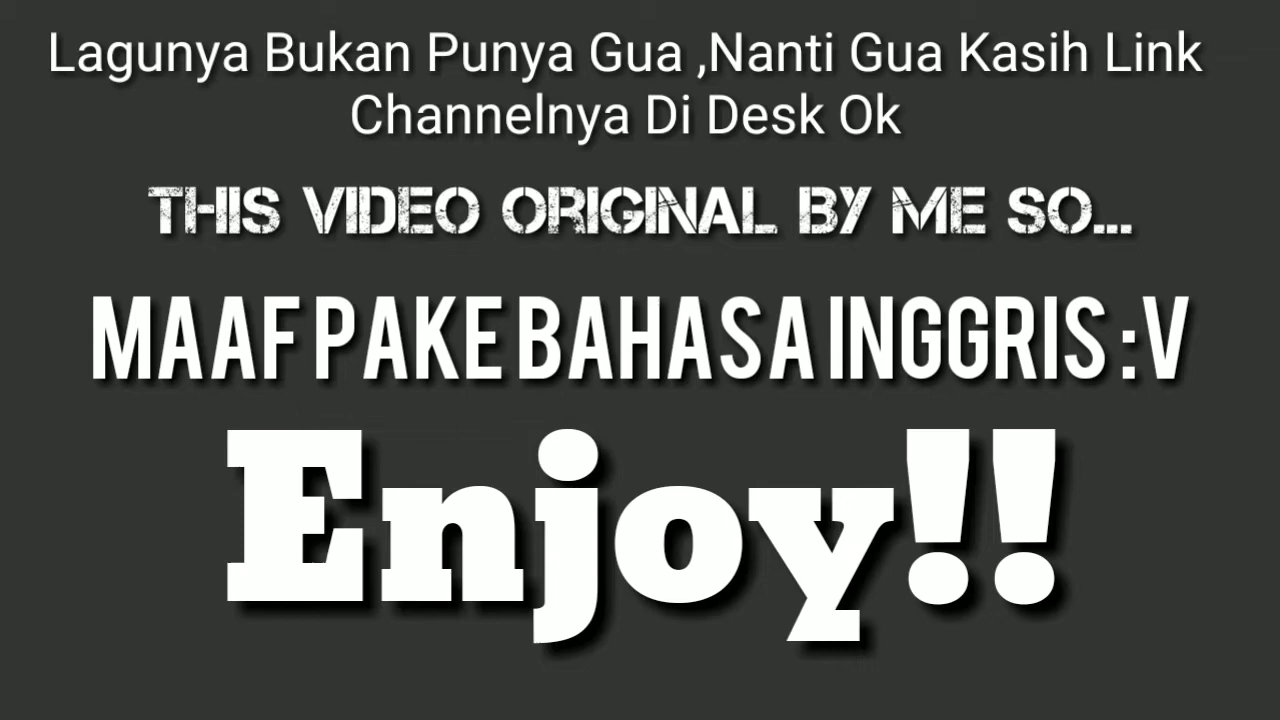 Lagunya Bukan Punya Gua ,Nanti Gua Kasih Link
Channelnya Di Desk Ok
THIS VIDEO ORIGINAL BY ME SO...
MAAF PAKE BAHASA INGGRIS :V
Enjoy!!